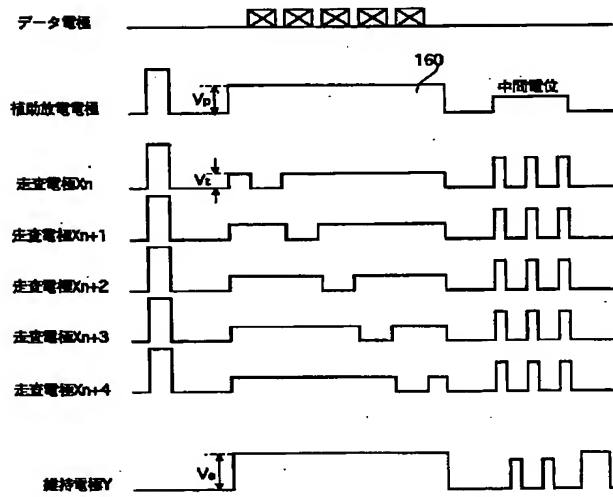 データ電極
160
補助放電電極
Vp
中間電位
走査電極Xn
Vt
走査電極Xn+1
走査電極Xn+2
走査電極Xn+3
走査電極Xn+4
維持電極Y
Ve